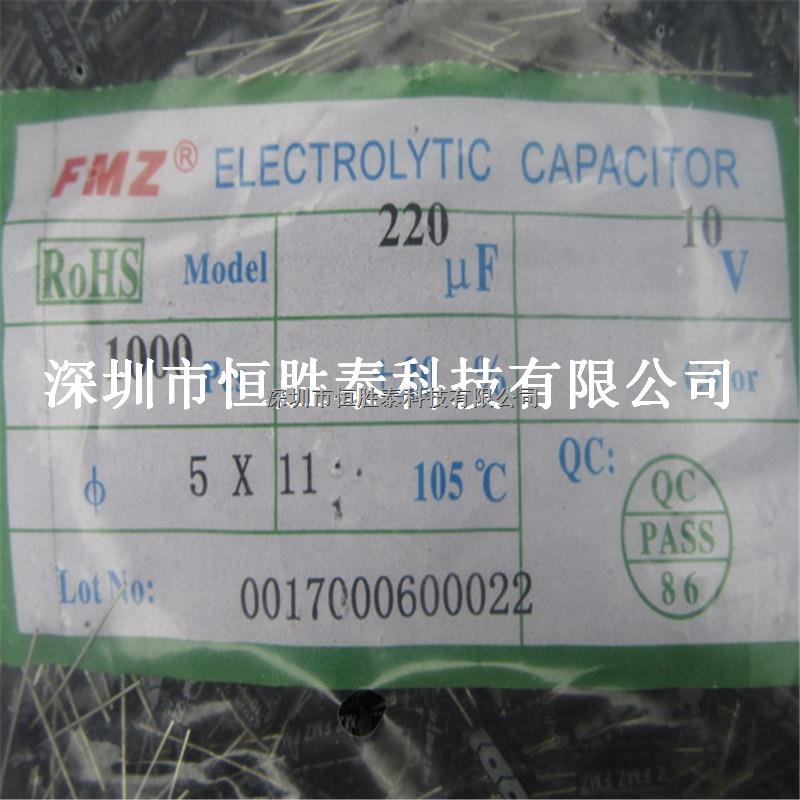 FMZ® ELECTROLYTIC CAPACITOR
RoHS Model 220 μF 10 V
1000
深圳市恒胜泰科技有限公司
深圳市恒胜泰科技有限公司
ϕ 5 X 11 105℃ QC:
QC
PASS
86
Lot No: 0017000600022